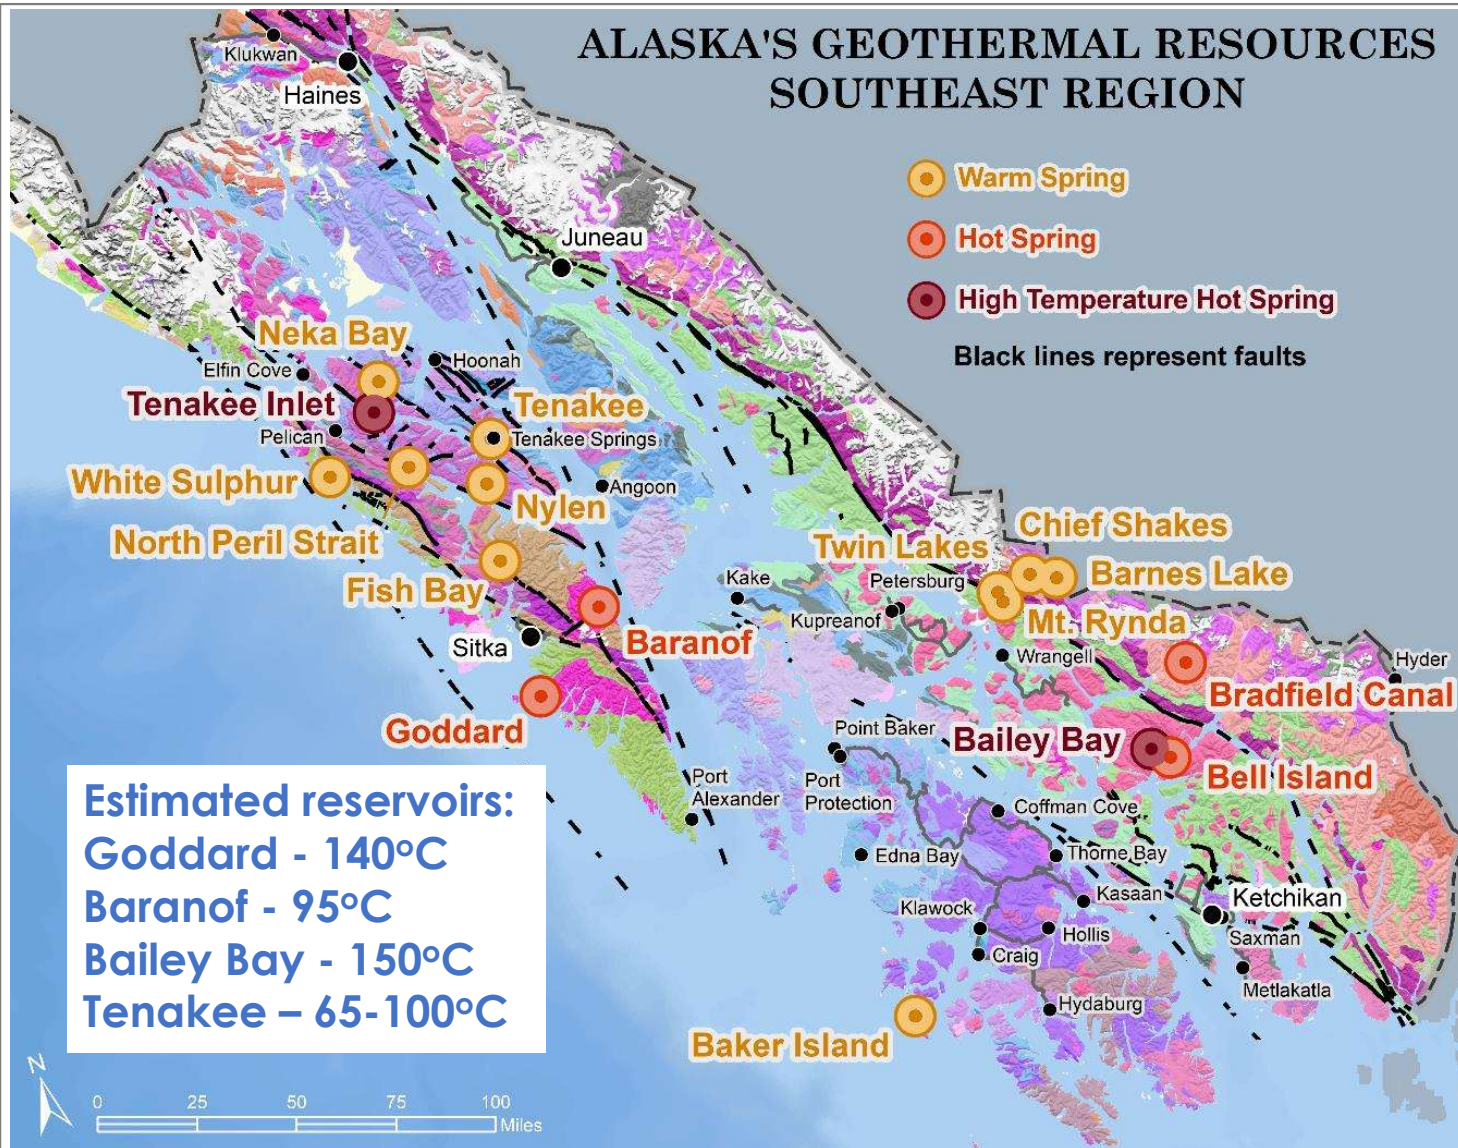 ALASKA'S GEOTHERMAL RESOURCES
SOUTHEAST REGION
Warm Spring
Hot Spring
High Temperature Hot Spring
Black lines represent faults
Klukwan
Haines
Juneau
Neka Bay
Hoonah
Elfin Cove
Tenakee Inlet
Tenakee
Pelican
Tenakee Springs
White Sulphur
Angoon
Nylen
North Peril Strait
Fish Bay
Chief Shakes
Twin Lakes
Barnes Lake
Kake
Petersburg
Kupreanof
Mt. Rynda
Sitka
Baranof
Wrangell
Hyder
Bradfield Canal
Goddard
Point Baker
Bailey Bay
Bell Island
Port
Alexander
Port
Protection
Coffman Cove
Edna Bay
Thorne Bay
Kasaan
Klawock
Ketchikan
Hollis
Saxman
Craig
Metlakatla
Hydaburg
Baker Island
Estimated reservoirs:
Goddard - 140°C
Baranof - 95°C
Bailey Bay - 150°C
Tenakee – 65-100°C
N
0 25 50 75 100
Miles